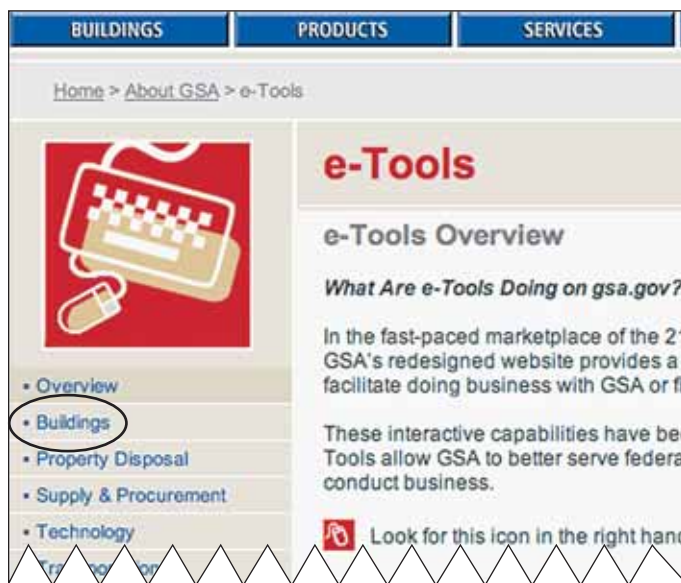 BUILDINGS PRODUCTS SERVICES
Home > About GSA > e-Tools
e-Tools
e-Tools Overview
What Are e-Tools Doing on gsa.gov?
In the fast-paced marketplace of the 2
GSA's redesigned website provides a
facilitate doing business with GSA or f
These interactive capabilities have be
Tools allow GSA to better serve federa
conduct business.
Look for this icon in the right hand
• Overview
• Buildings
• Property Disposal
• Supply & Procurement
• Technology